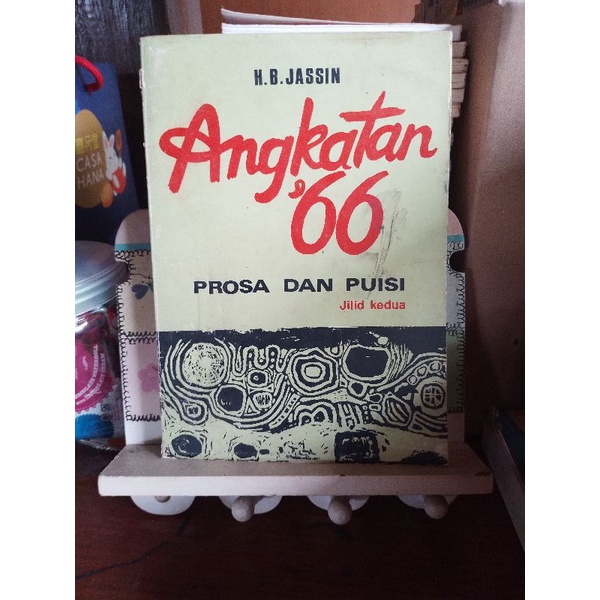 H.B.JASSIN
Angkatan
'66
PROSA DAN PUISI
Jilid kedua
CASA
HANA